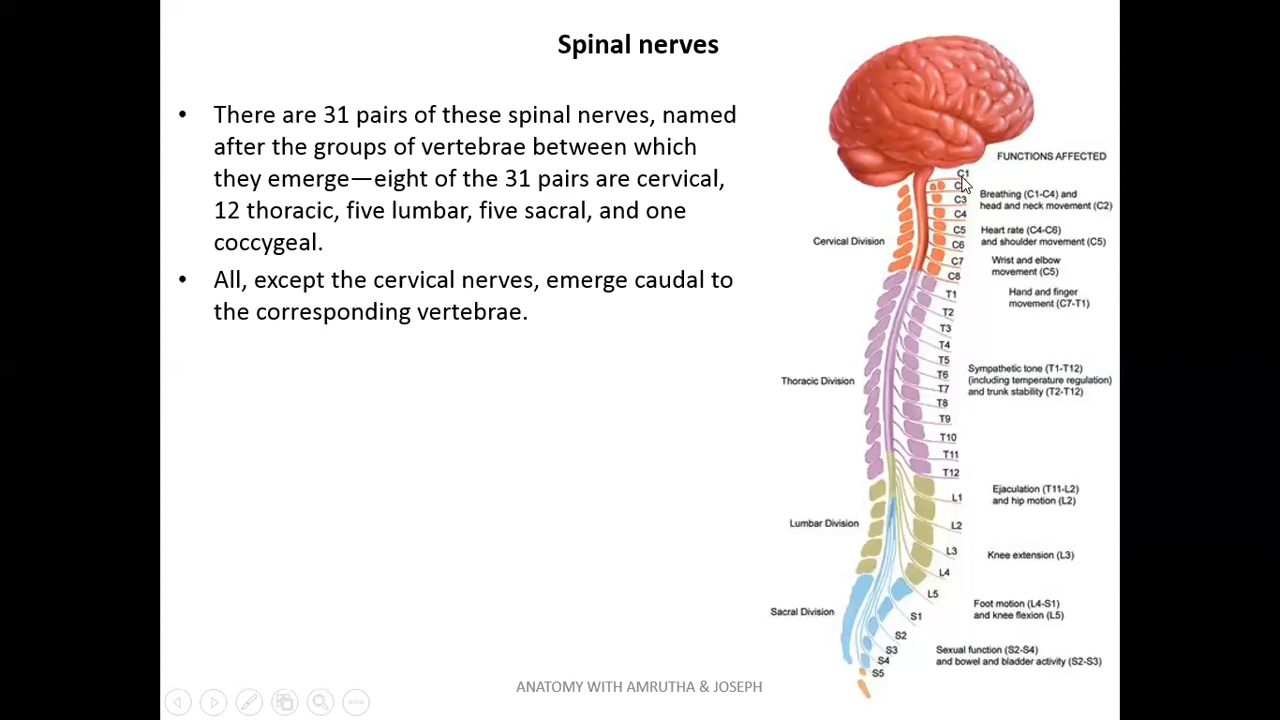 Spinal nerves
• There are 31 pairs of these spinal nerves, named
after the groups of vertebrae between which
they emerge—eight of the 31 pairs are cervical,
12 thoracic, five lumbar, five sacral, and one
coccygeal.
• All, except the cervical nerves, emerge caudal to
the corresponding vertebrae.
FUNCTIONS AFFECTED
C1
C3
C4
C5
C6
C7
C8
T1
T2
T3
T4
T5
T6
T7
T8
T9
T10
T11
T12
L1
L2
L3
L4
L5
S1
S2
S3
S4
S5
Cervical Division
Thoracic Division
Lumbar Division
Sacral Division
Breathing (C1-C4) and
head and neck movement (C2)
Heart rate (C4-C6)
and shoulder movement (C5)
Wrist and elbow
movement (C5)
Hand and finger
movement (C7-T1)
Sympathetic tone (T1-T12)
(including temperature regulation)
and trunk stability (T2-T12)
Ejaculation (T11-L2)
and hip motion (L2)
Knee extension (L3)
Foot motion (L4-S1)
and knee flexion (L5)
Sexual function (S2-S4)
and bowel and bladder activity (S2-S3)
ANATOMY WITH AMRUTHA & JOSEPH